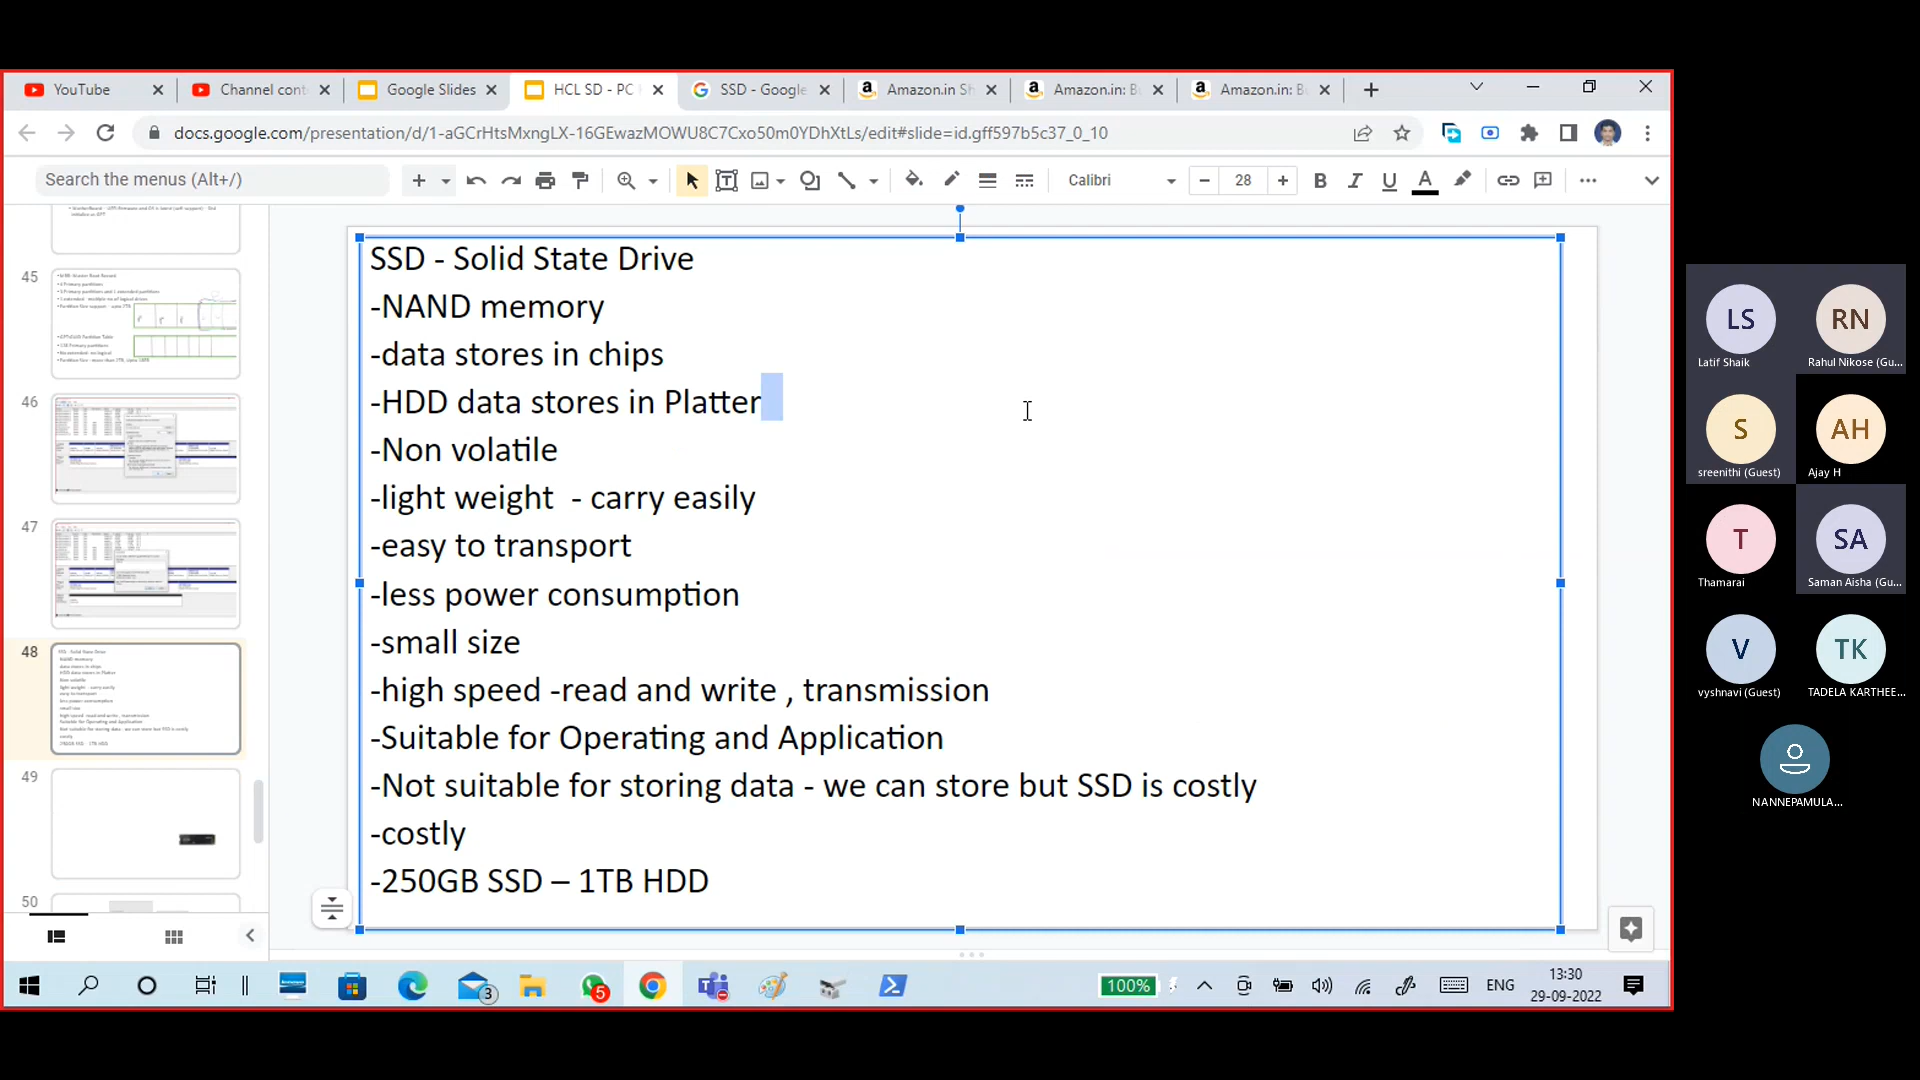 YouTube
Channel cont
Google Slides
HCL SD - PC
SSD - Google
Amazon.in Sh
Amazon.in: B
Amazon.in: B
docs.google.com/presentation/d/1-aGCrHtsMxngLX-16GEwazMOWU8C7Cxo50m0YDhXtLs/edit#slide=id.gff597b5c37_0_10
Search the menus (Alt+/)
Calibri
28
45
46
47
48
49
50
SSD - Solid State Drive
-NAND memory
-data stores in chips
-HDD data stores in Platter
-Non volatile
-light weight  - carry easily
-easy to transport
-less power consumption
-small size
-high speed -read and write , transmission
-Suitable for Operating and Application
-Not suitable for storing data - we can store but SSD is costly
-costly
-250GB SSD – 1TB HDD
LS
Latif Shaik
RN
Rahul Nikose (Gu...
S
sreenithi (Guest)
AH
Ajay H
T
Thamarai
SA
Saman Aisha (Gu...
V
vyshnavi (Guest)
TK
TADELA KARTHEE...
NANNEPAMULA...
3
5
100%
ENG
13:30
29-09-2022